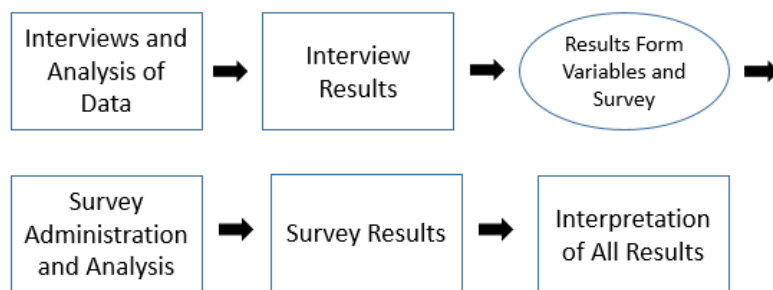 Interviews and
Analysis of
Data
Interview
Results
Results Form
Variables and
Survey
Survey
Administration
and Analysis
Survey Results
Interpretation
of All Results